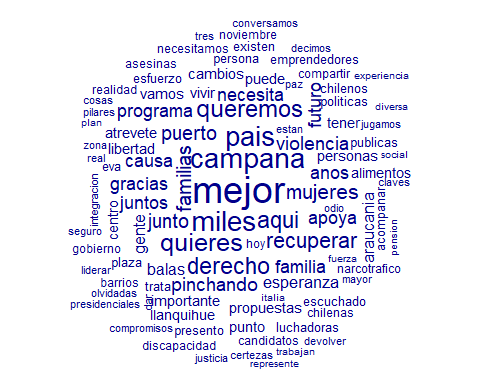 conversamos
tres noviembre
necesitamos existen decimos
asesinas persona emprendedores
realidad esfuerzo cambios puede paz compartir experiencia
cosas vamos vivir necesita futuro chilenos
pilares programa queremos politicas diversa
plan atrevete puerto pais estan tener jugamos
zona libertad violencia publicas
real causa familias campana personas social
eva gracias anos alimentos
integracion juntos mejor mujeres claves
centro junto miles aqui odio apoya acompanar
seguro gente quieres hoy recuperar araucania pension
gobierno plaza derecho familia fuerza
liderar balas narcotrafico
barrios trata pinchando esperanza mayor
olvidadas dar importante italia escuchado
presidenciales llanquihue propuestas chilenas
compromisos presento punto luchadoras
discapacidad candidatos devolver
justicia certezas trabajan
represente